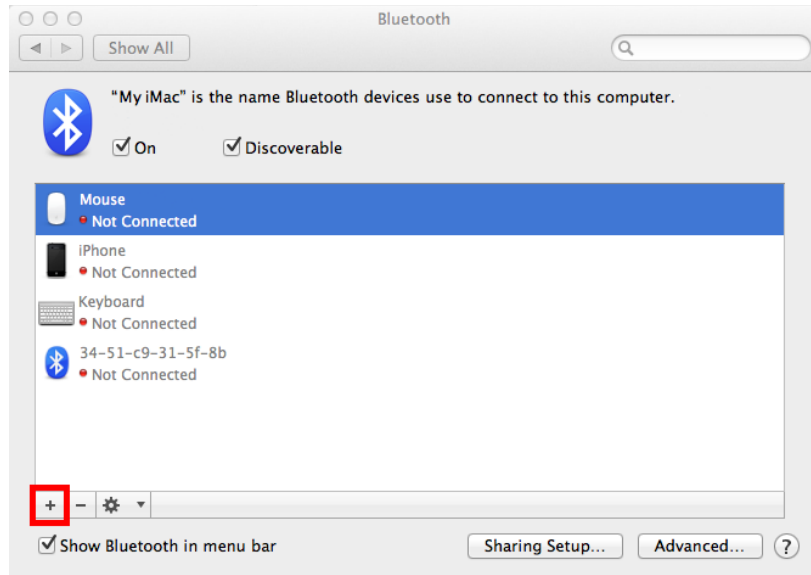 Bluetooth
Show All
“My iMac” is the name Bluetooth devices use to connect to this computer.
On Discoverable
Mouse
Not Connected
iPhone
Not Connected
Keyboard
Not Connected
34-51-c9-31-5f-8b
Not Connected
+ −
Show Bluetooth in menu bar Sharing Setup... Advanced... ?